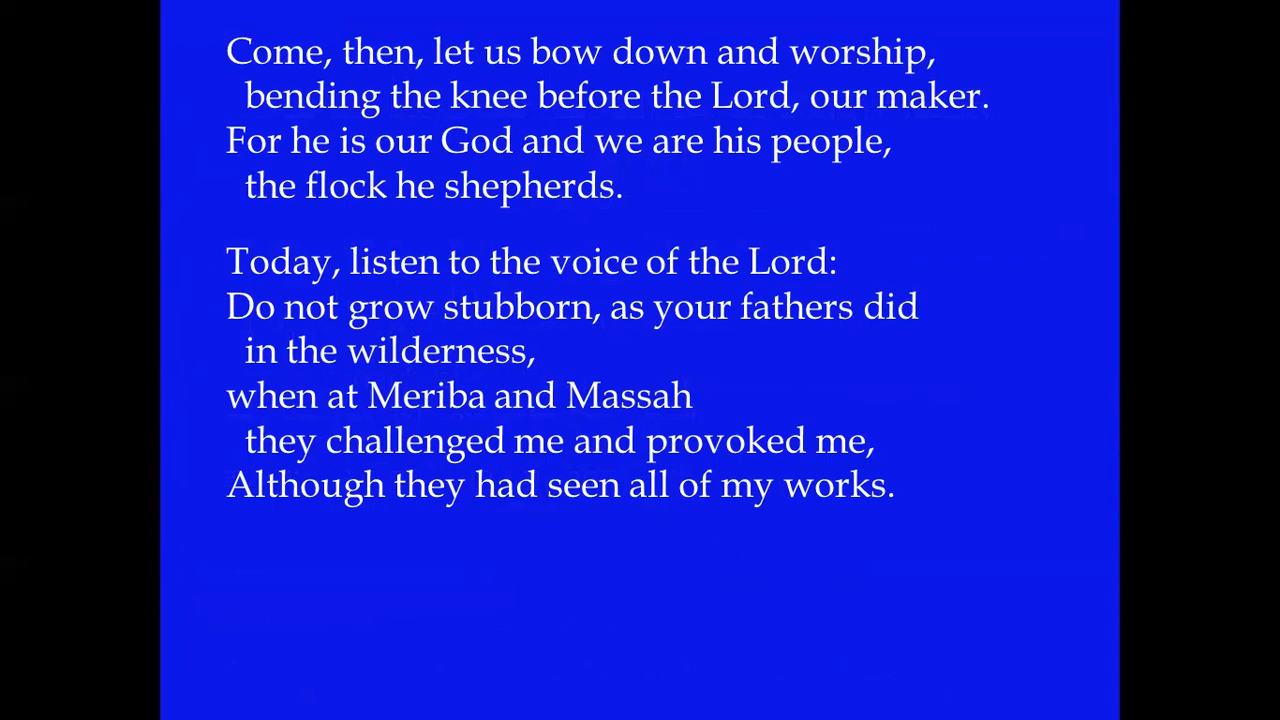 Come, then, let us bow down and worship,
bending the knee before the Lord, our maker.
For he is our God and we are his people,
the flock he shepherds.
Today, listen to the voice of the Lord:
Do not grow stubborn, as your fathers did
in the wilderness,
when at Meriba and Massah
they challenged me and provoked me,
Although they had seen all of my works.